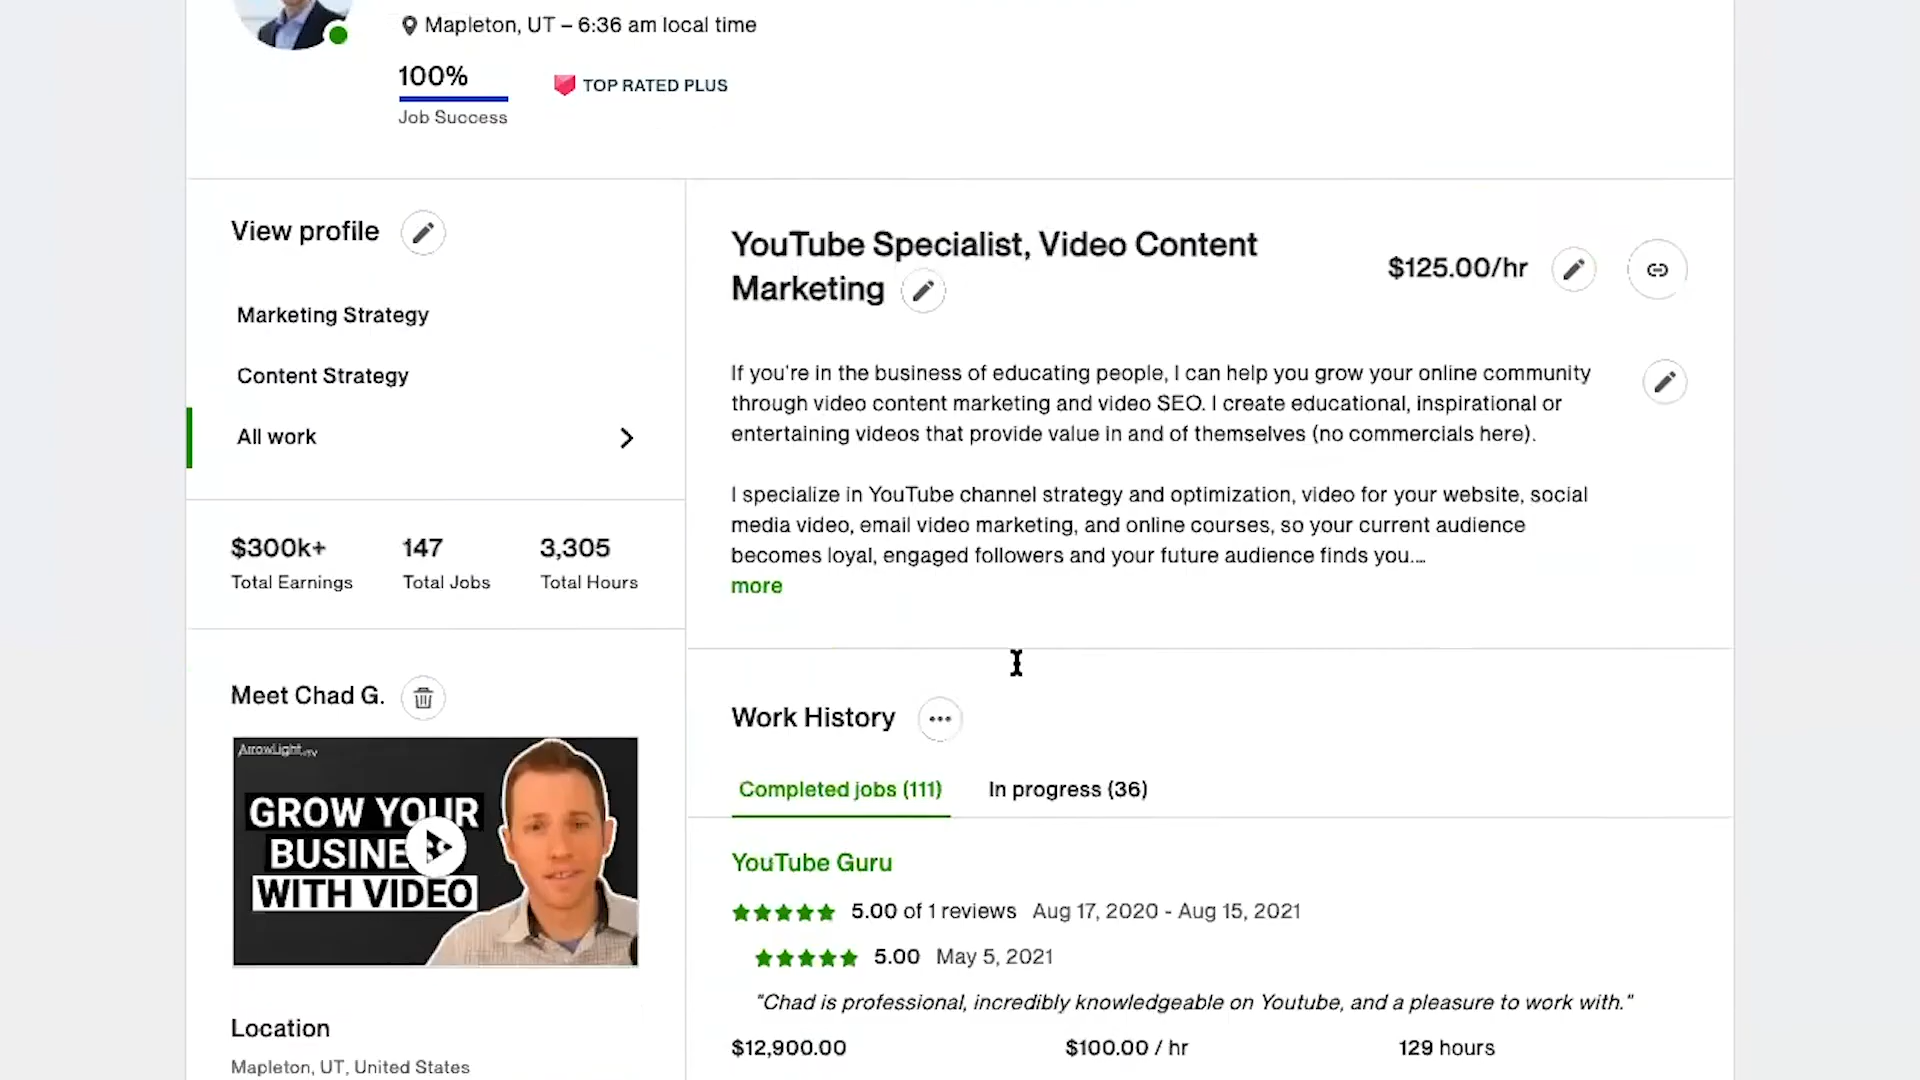 Mapleton, UT – 6:36 am local time
100%
TOP RATED PLUS
Job Success
View profile
Marketing Strategy
Content Strategy
All work
$300k+ 147 3,305
Total Earnings Total Jobs Total Hours
Meet Chad G.
ArrowLight.TV
GROW YOUR
BUSINE
WITH VIDEO
Location
Mapleton, UT, United States
YouTube Specialist, Video Content
Marketing
$125.00/hr
If you're in the business of educating people, I can help you grow your online community
through video content marketing and video SEO. I create educational, inspirational or
entertaining videos that provide value in and of themselves (no commercials here).
I specialize in YouTube channel strategy and optimization, video for your website, social
media video, email video marketing, and online courses, so your current audience
becomes loyal, engaged followers and your future audience finds you....
more
Work History
Completed jobs (111) In progress (36)
YouTube Guru
5.00 of 1 reviews Aug 17, 2020 - Aug 15, 2021
5.00 May 5, 2021
"Chad is professional, incredibly knowledgeable on Youtube, and a pleasure to work with."
$12,900.00 $100.00 / hr 129 hours